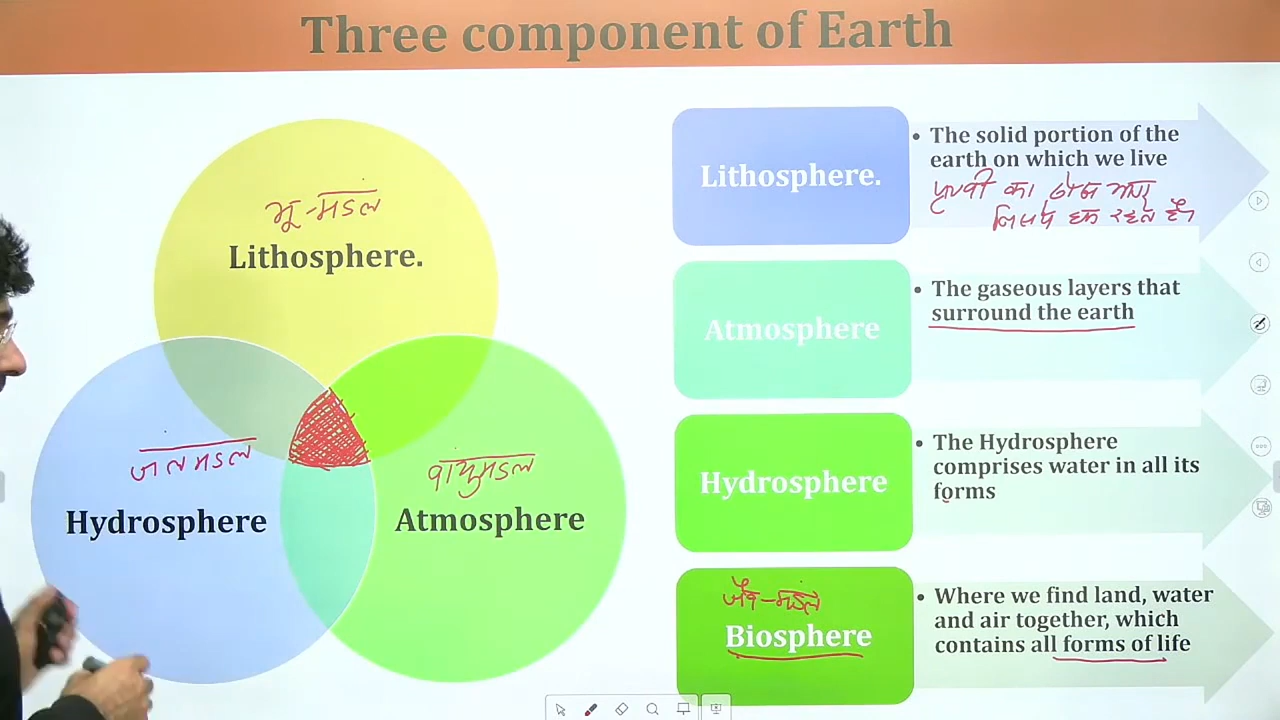 Three component of Earth
भू-मंडल
Lithosphere.
जलमंडल
Hydrosphere
वायुमंडल
Atmosphere
Lithosphere.
• The solid portion of the
earth on which we live
पृथ्वी का ठोस भाग
जिसपे हम रहते हैं।
Atmosphere
• The gaseous layers that
surround the earth
Hydrosphere
• The Hydrosphere
comprises water in all its
forms
जैव-मंडल
Biosphere
• Where we find land, water
and air together, which
contains all forms of life